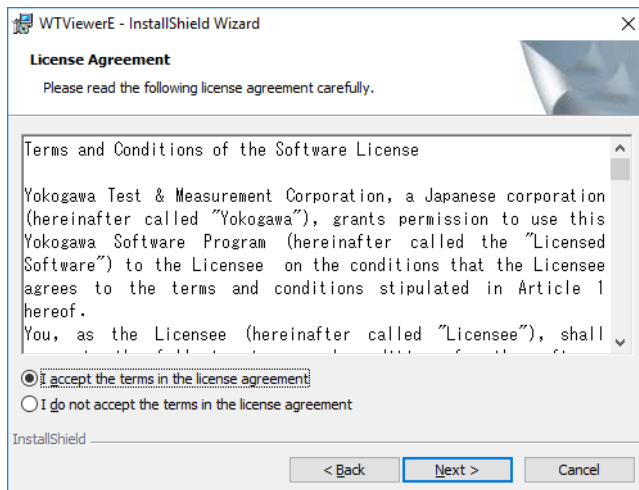 WTViewerE - InstallShield Wizard
License Agreement
Please read the following license agreement carefully.
Terms and Conditions of the Software License
Yokogawa Test & Measurement Corporation, a Japanese corporation
(hereinafter called "Yokogawa"), grants permission to use this
Yokogawa Software Program (hereinafter called the "Licensed
Software") to the Licensee on the conditions that the Licensee
agrees to the terms and conditions stipulated in Article 1
hereof.
You, as the Licensee (hereinafter called "Licensee"), shall
I accept the terms in the license agreement
I do not accept the terms in the license agreement
InstallShield
< Back
Next >
Cancel